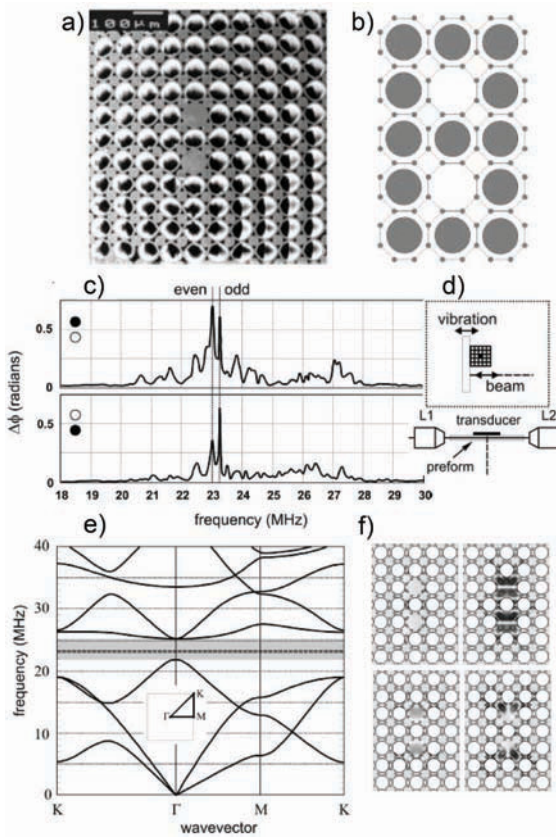 a)
100 μm
b)
c)
even odd
Δϕ (radians)
0.5
0
0.5
0
18 19 20 21 22 23 24 25 26 27 28 29 30
frequency (MHz)
d)
vibration
beam
L1 L2
transducer
preform
e)
40
30
20
10
0
frequency (MHz)
K Γ M K
wavevector
K
Γ M
f)